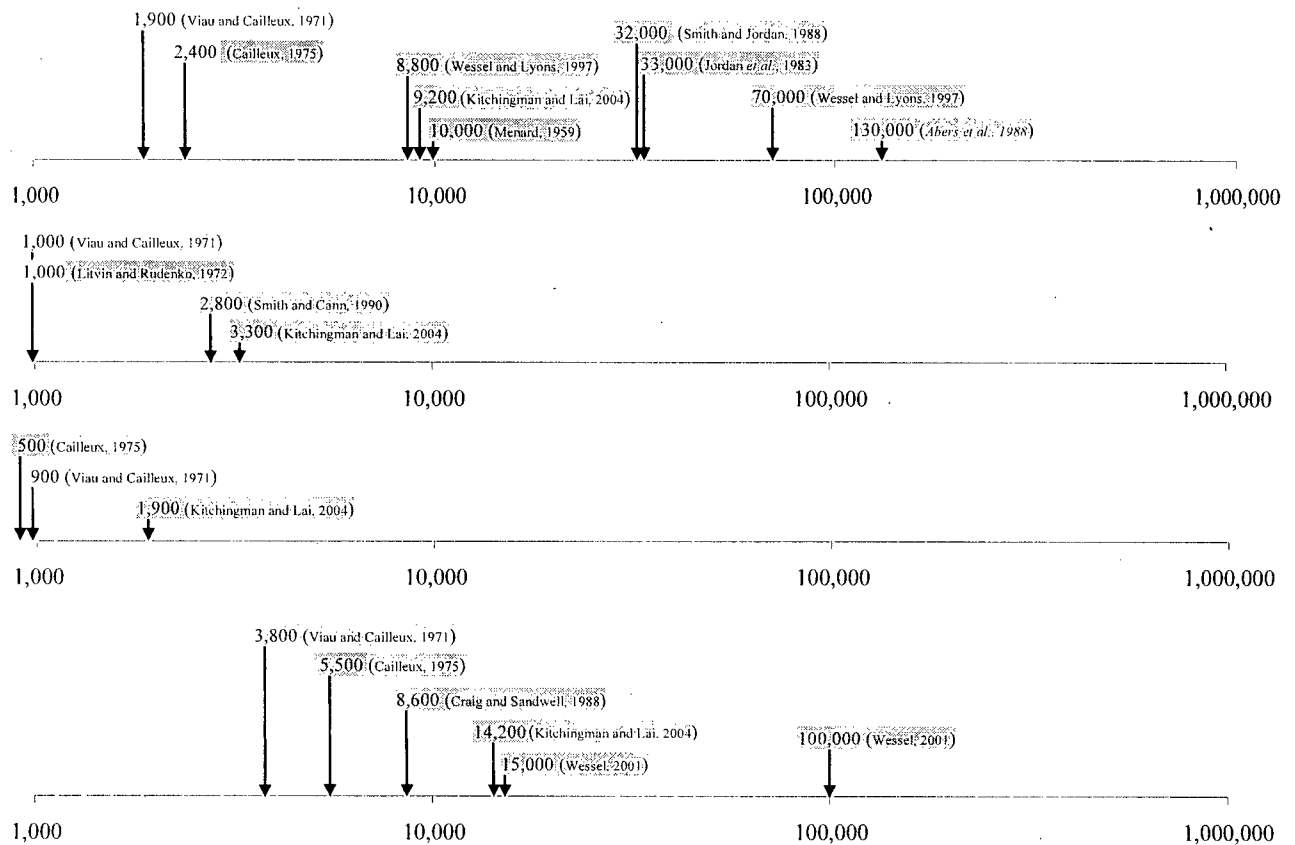 1,900 (Viau and Cailleux, 1971)
2,400 (Cailleux, 1975)
8,800 (Wessel and Lyons, 1997)
9,200 (Kitchingman and Lai, 2004)
10,000 (Menard, 1959)
32,000 (Smith and Jordan, 1988)
33,000 (Jordan et al., 1983)
70,000 (Wessel and Lyons, 1997)
130,000 (Abers et al., 1988)
1,000 10,000 100,000 1,000,000
1,000 (Viau and Cailleux, 1971)
1,000 (Litvin and Rudenko, 1972)
2,800 (Smith and Cann, 1990)
3,300 (Kitchingman and Lai, 2004)
1,000 10,000 100,000 1,000,000
500 (Cailleux, 1975)
900 (Viau and Cailleux, 1971)
1,900 (Kitchingman and Lai, 2004)
1,000 10,000 100,000 1,000,000
3,800 (Viau and Cailleux, 1971)
5,500 (Cailleux, 1975)
8,600 (Craig and Sandwell, 1988)
14,200 (Kitchingman and Lai, 2004)
15,000 (Wessel, 2001)
100,000 (Wessel, 2001)
1,000 10,000 100,000 1,000,000